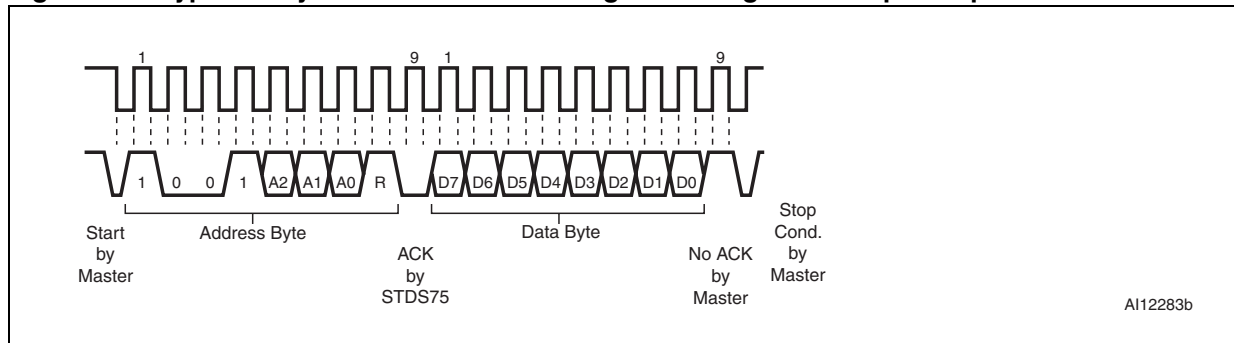 1 9 1 9
1 0 0 1 A2 A1 A0 R D7 D6 D5 D4 D3 D2 D1 D0
Start
by
Master
Address Byte
ACK
by
STDS75
Data Byte
No ACK
by
Master
Stop
Cond.
by
Master
AI12283b